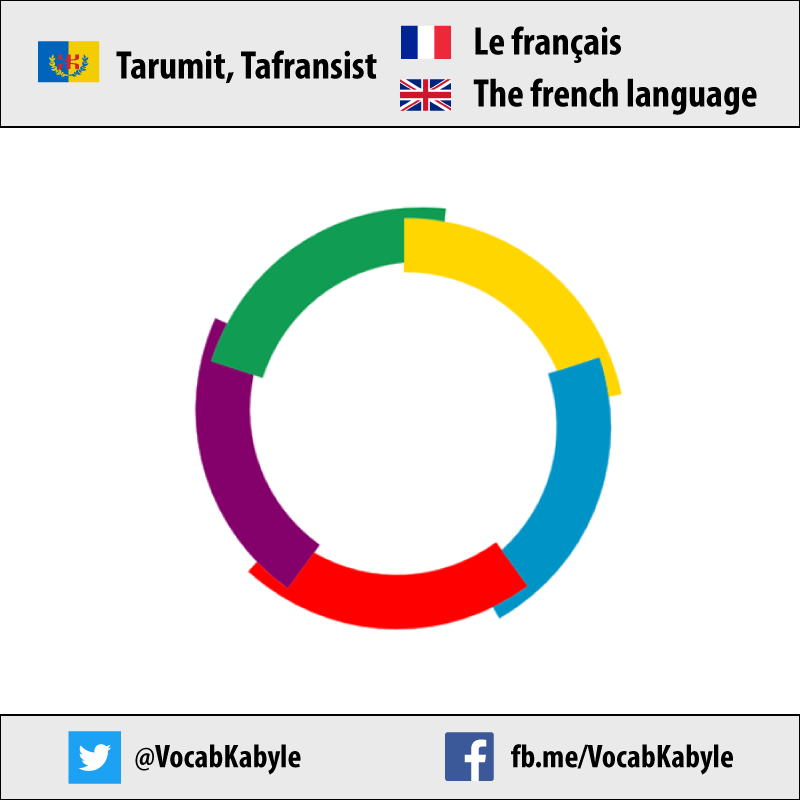 Tarumit, Tafransist
Le français
The french language
@VocabKabyle
fb.me/VocabKabyle